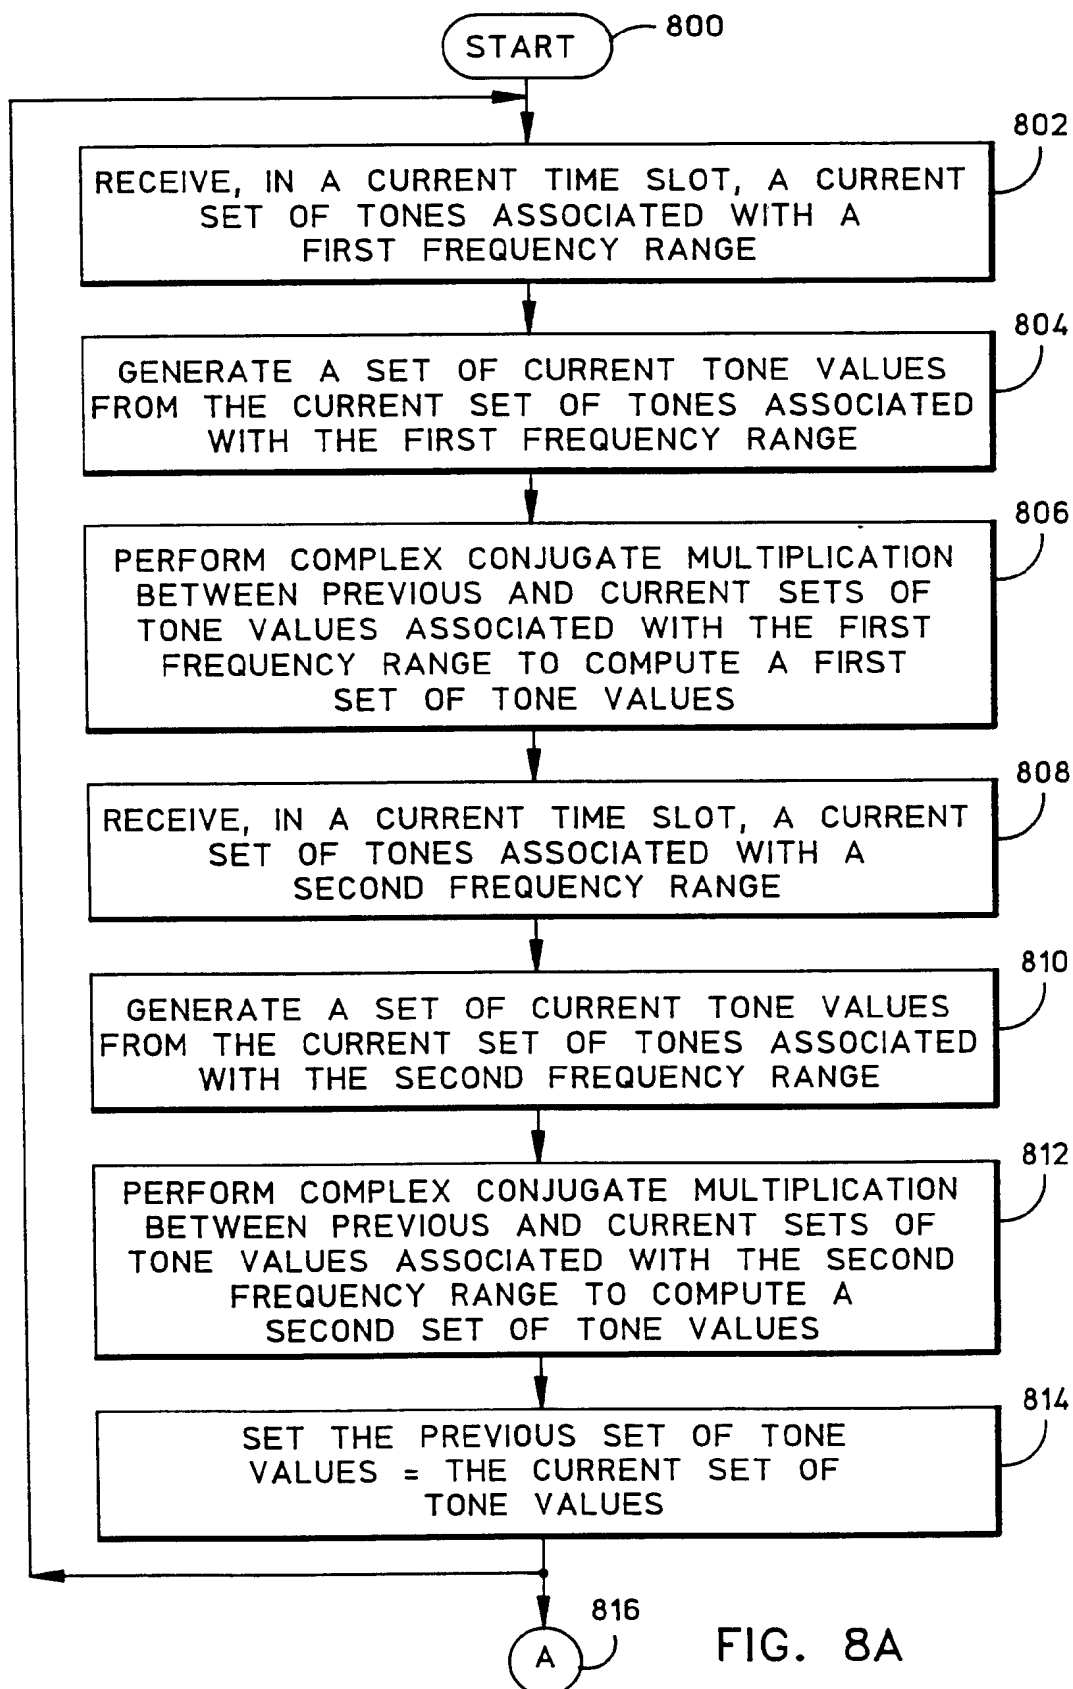 START
800
802
RECEIVE, IN A CURRENT TIME SLOT, A CURRENT
SET OF TONES ASSOCIATED WITH A
FIRST FREQUENCY RANGE
804
GENERATE A SET OF CURRENT TONE VALUES
FROM THE CURRENT SET OF TONES ASSOCIATED
WITH THE FIRST FREQUENCY RANGE
806
PERFORM COMPLEX CONJUGATE MULTIPLICATION
BETWEEN PREVIOUS AND CURRENT SETS OF
TONE VALUES ASSOCIATED WITH THE FIRST
FREQUENCY RANGE TO COMPUTE A FIRST
SET OF TONE VALUES
808
RECEIVE, IN A CURRENT TIME SLOT, A CURRENT
SET OF TONES ASSOCIATED WITH A
SECOND FREQUENCY RANGE
810
GENERATE A SET OF CURRENT TONE VALUES
FROM THE CURRENT SET OF TONES ASSOCIATED
WITH THE SECOND FREQUENCY RANGE
812
PERFORM COMPLEX CONJUGATE MULTIPLICATION
BETWEEN PREVIOUS AND CURRENT SETS OF
TONE VALUES ASSOCIATED WITH THE SECOND
FREQUENCY RANGE TO COMPUTE A
SECOND SET OF TONE VALUES
814
SET THE PREVIOUS SET OF TONE
VALUES = THE CURRENT SET OF
TONE VALUES
816
A
FIG. 8A